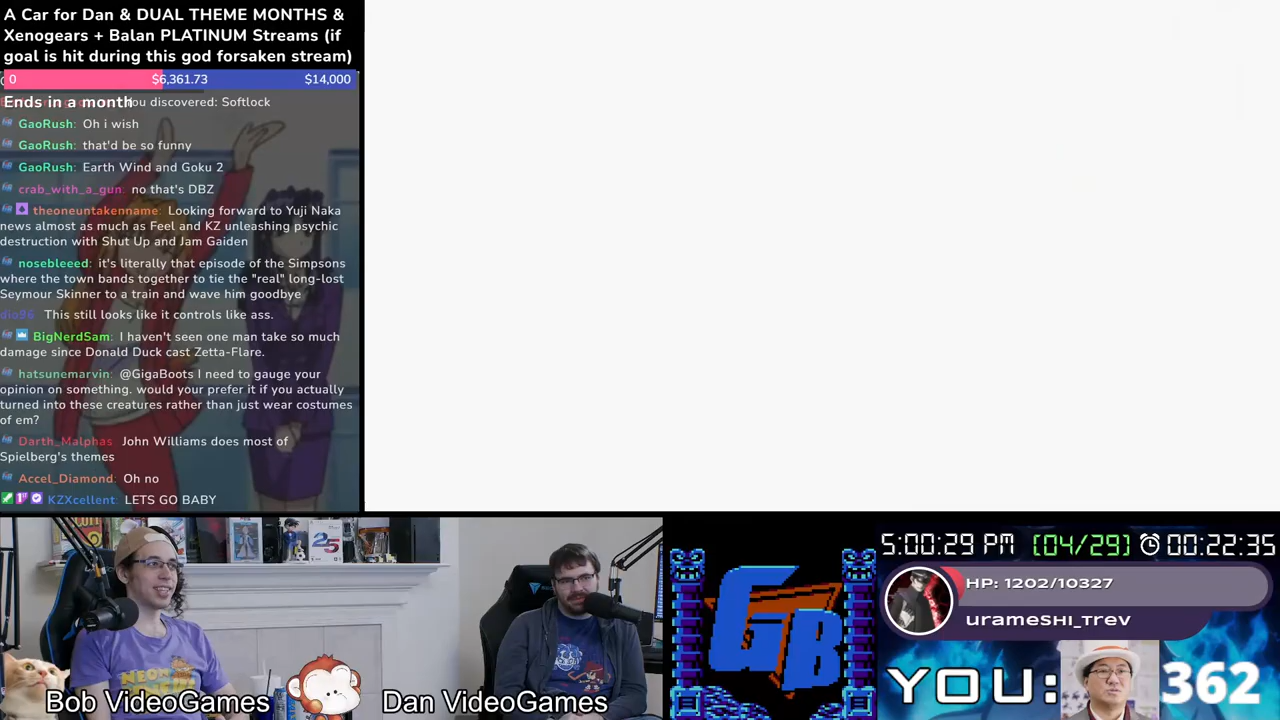 A Car for Dan & DUAL THEME MONTHS &
Xenogears + Balan PLATINUM Streams (if
goal is hit during this god forsaken stream)
0 $6,361.73 $14,000
Ends in a month
You discovered: Softlock
GaoRush: Oh i wish
GaoRush: that'd be so funny
GaoRush: Earth Wind and Goku 2
crab_with_a_gun: no that's DBZ
theoneuntakenname: Looking forward to Yuji Naka
news almost as much as Feel and KZ unleashing psychic
destruction with Shut Up and Jam Gaiden
nosebleeed: it's literally that episode of the Simpsons
where the town bands together to tie the "real" long-lost
Seymour Skinner to a train and wave him goodbye
dio96 This still looks like it controls like ass.
BigNerdSam: I haven't seen one man take so much
damage since Donald Duck cast Zetta-Flare.
hatsunemarvin: @GigaBoots I need to gauge your
opinion on something. would your prefer it if you actually
turned into these creatures rather than just wear costumes
of em?
Darth_Malphas John Williams does most of
Spielberg's themes
Accel_Diamond: Oh no
KZXcellent: LETS GO BABY
25
NEON
Bob VideoGames
Dan VideoGames
GB
5:00:29 PM [04/29] 00:22:35
HP: 1202/10327
urameSHI_Trev
YOU: 362